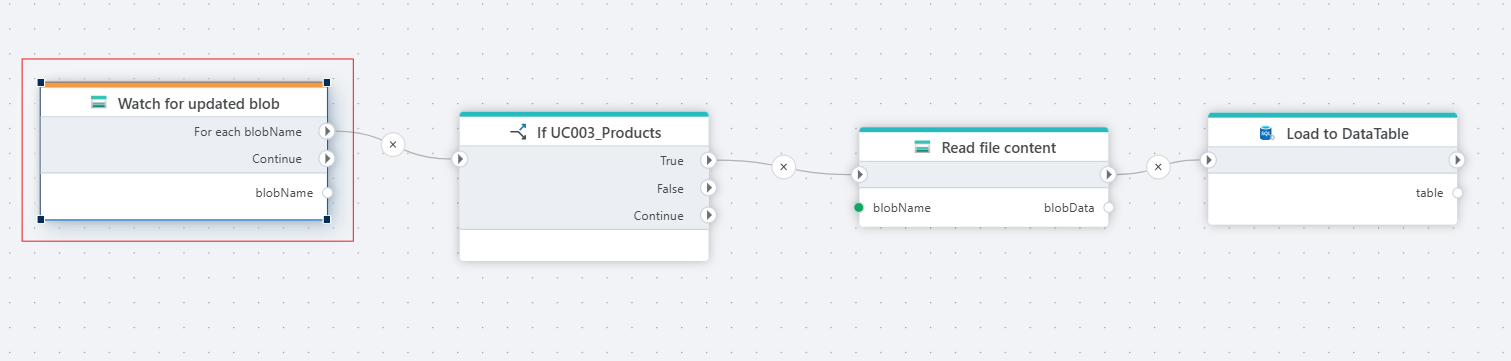 Watch for updated blob
For each blobName
Continue
blobName
If UC003_Products
True
False
Continue
Read file content
blobName
blobData
SQL
Load to DataTable
table